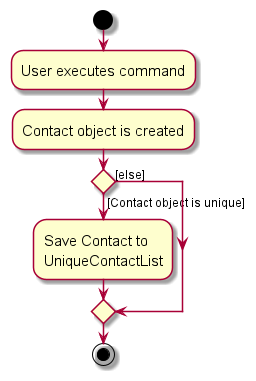 User executes command
Contact object is created
[else]
[Contact object is unique]
Save Contact to
UniqueContactList